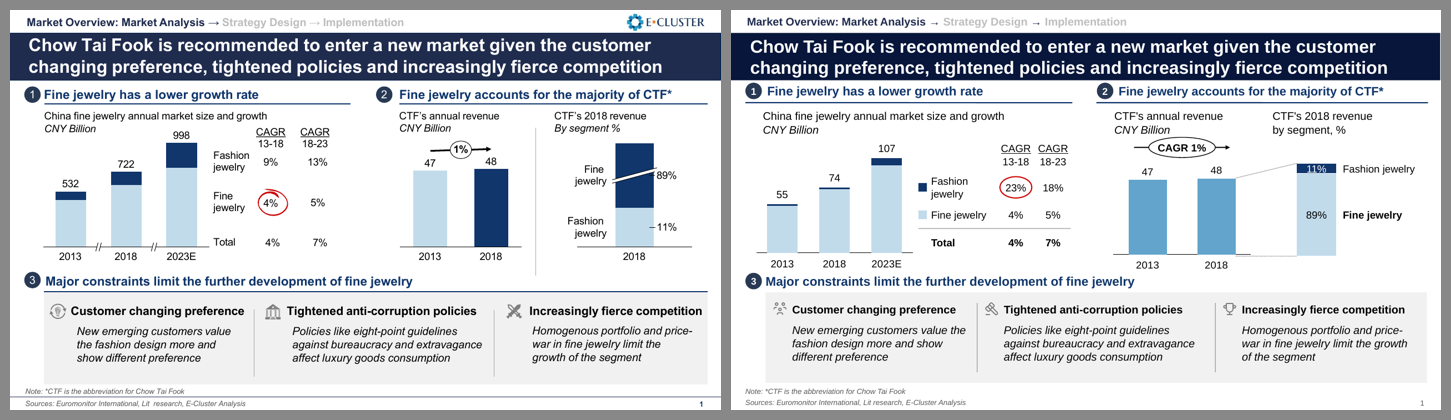 Market Overview: Market Analysis → Strategy Design → Implementation
E•CLUSTER
Chow Tai Fook is recommended to enter a new market given the customer
changing preference, tightened policies and increasingly fierce competition
1 Fine jewelry has a lower growth rate
China fine jewelry annual market size and growth
CNY Billion
532
722
998
2013
2018
2023E
CAGR
13-18
CAGR
18-23
Fashion
jewelry
9%
13%
Fine
jewelry
4%
5%
Total
4%
7%
2 Fine jewelry accounts for the majority of CTF*
CTF's annual revenue
CNY Billion
1%
47
48
2013
2018
CTF's 2018 revenue
By segment %
Fine
jewelry
89%
Fashion
jewelry
11%
2018
3 Major constraints limit the further development of fine jewelry
Customer changing preference
New emerging customers value
the fashion design more and
show different preference
Tightened anti-corruption policies
Policies like eight-point guidelines
against bureaucracy and extravagance
affect luxury goods consumption
Increasingly fierce competition
Homogenous portfolio and price-
war in fine jewelry limit the
growth of the segment
Note: *CTF is the abbreviation for Chow Tai Fook
Sources: Euromonitor International, Lit research, E-Cluster Analysis
1
Market Overview: Market Analysis → Strategy Design → Implementation
Chow Tai Fook is recommended to enter a new market given the customer
changing preference, tightened policies and increasingly fierce competition
1 Fine jewelry has a lower growth rate
China fine jewelry annual market size and growth
CNY Billion
55
74
107
2013
2018
2023E
CAGR
13-18
CAGR
18-23
Fashion
jewelry
23%
18%
Fine jewelry
4%
5%
Total
4%
7%
2 Fine jewelry accounts for the majority of CTF*
CTF's annual revenue
CNY Billion
CAGR 1%
47
48
2013
2018
CTF's 2018 revenue
by segment, %
11%
Fashion jewelry
89%
Fine jewelry
3 Major constraints limit the further development of fine jewelry
Customer changing preference
New emerging customers value the
fashion design more and show
different preference
Tightened anti-corruption policies
Policies like eight-point guidelines
against bureaucracy and extravagance
affect luxury goods consumption
Increasingly fierce competition
Homogenous portfolio and price-
war in fine jewelry limit the growth
of the segment
Note: *CTF is the abbreviation for Chow Tai Fook
Sources: Euromonitor International, Lit research, E-Cluster Analysis
1